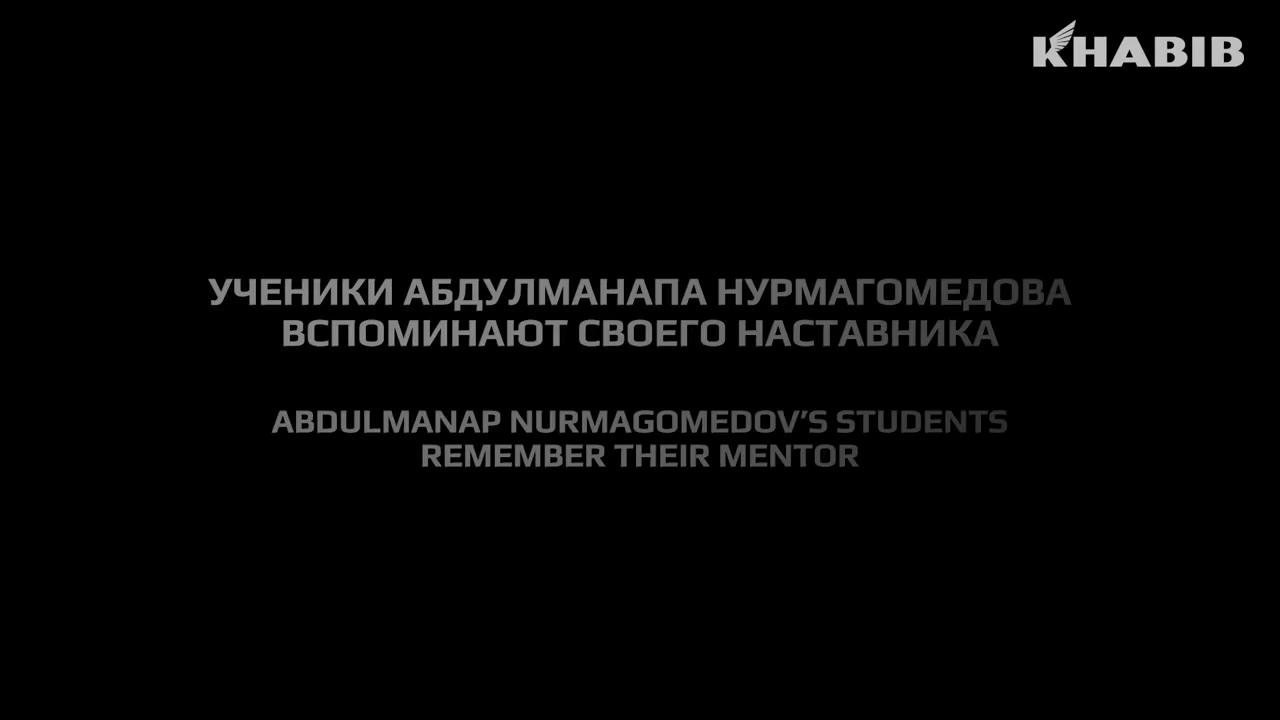 KHABIB
УЧЕНИКИ АБДУЛМАНАПА НУРМАГОМЕДОВА
ВСПОМИНАЮТ СВОЕГО НАСТАВНИКА
ABDULMANAP NURMAGOMEDOV’S STUDENTS
REMEMBER THEIR MENTOR